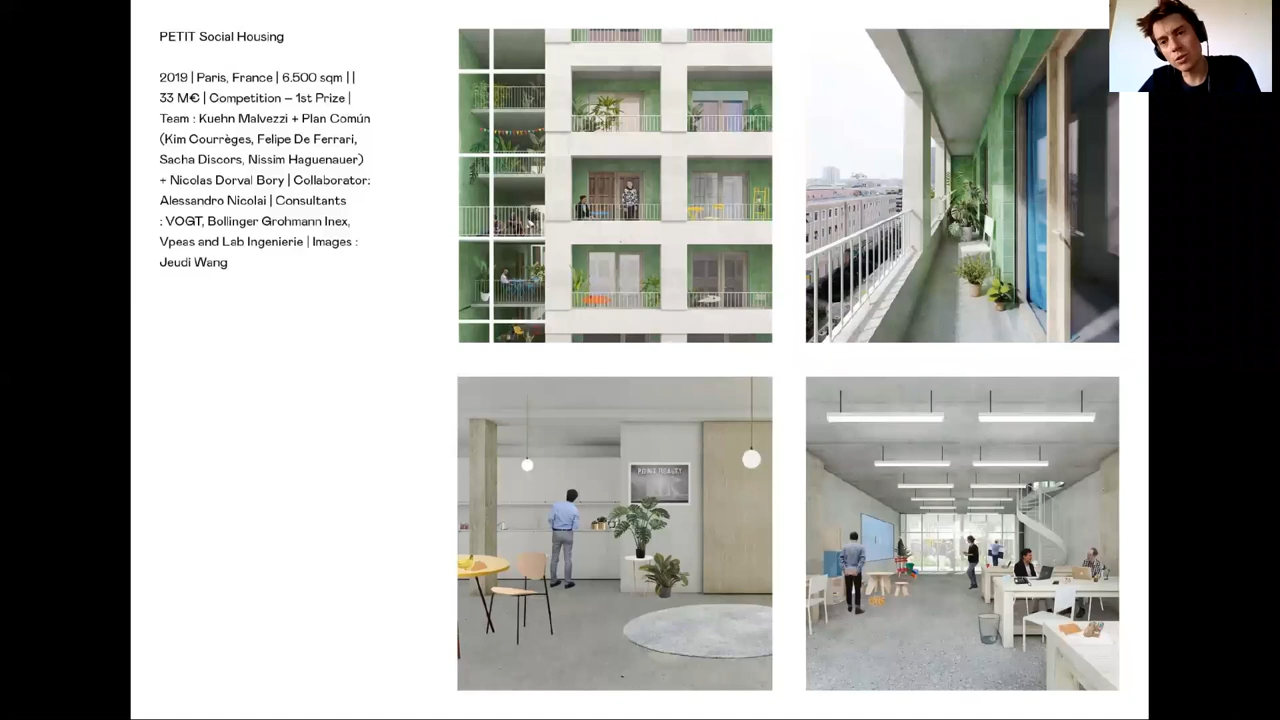 PETIT Social Housing
2019 | Paris, France | 6.500 sqm | |
33 M€ | Competition – 1st Prize |
Team : Kuehn Malvezzi + Plan Común
(Kim Courrèges, Felipe De Ferrari,
Sacha Discors, Nissim Haguenauer)
+ Nicolas Dorval Bory | Collaborator:
Alessandro Nicolai | Consultants
: VOGT, Bollinger Grohmann Inex,
Vpeas and Lab Ingenierie | Images :
Jeudi Wang